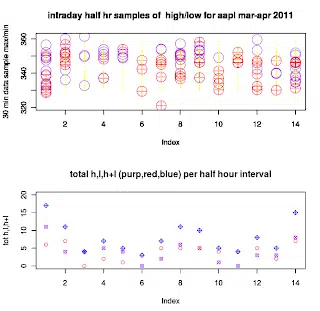 intraday half hr samples of high/low for aapl mar-apr 2011
30 min data sample max/min
360
340
320
2 4 6 8 10 12 14
Index
total h,l,h+l (purp,red,blue) per half hour interval
tot h,l,h+l
20
15
10
5
0
2 4 6 8 10 12 14
Index